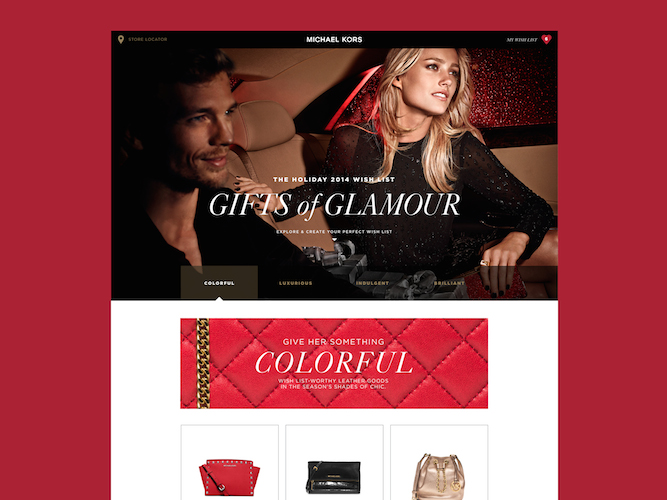 STORE LOCATOR
MICHAEL KORS
MY WISH LIST
THE HOLIDAY 2014 WISH LIST
GIFTS of GLAMOUR
EXPLORE & CREATE YOUR PERFECT WISH LIST
COLORFUL LUXURIOUS INDULGENT BRILLIANT
GIVE HER SOMETHING
COLORFUL
WISH LIST-WORTHY LEATHER GOODS
IN THE SEASON'S SHADES OF CHIC.